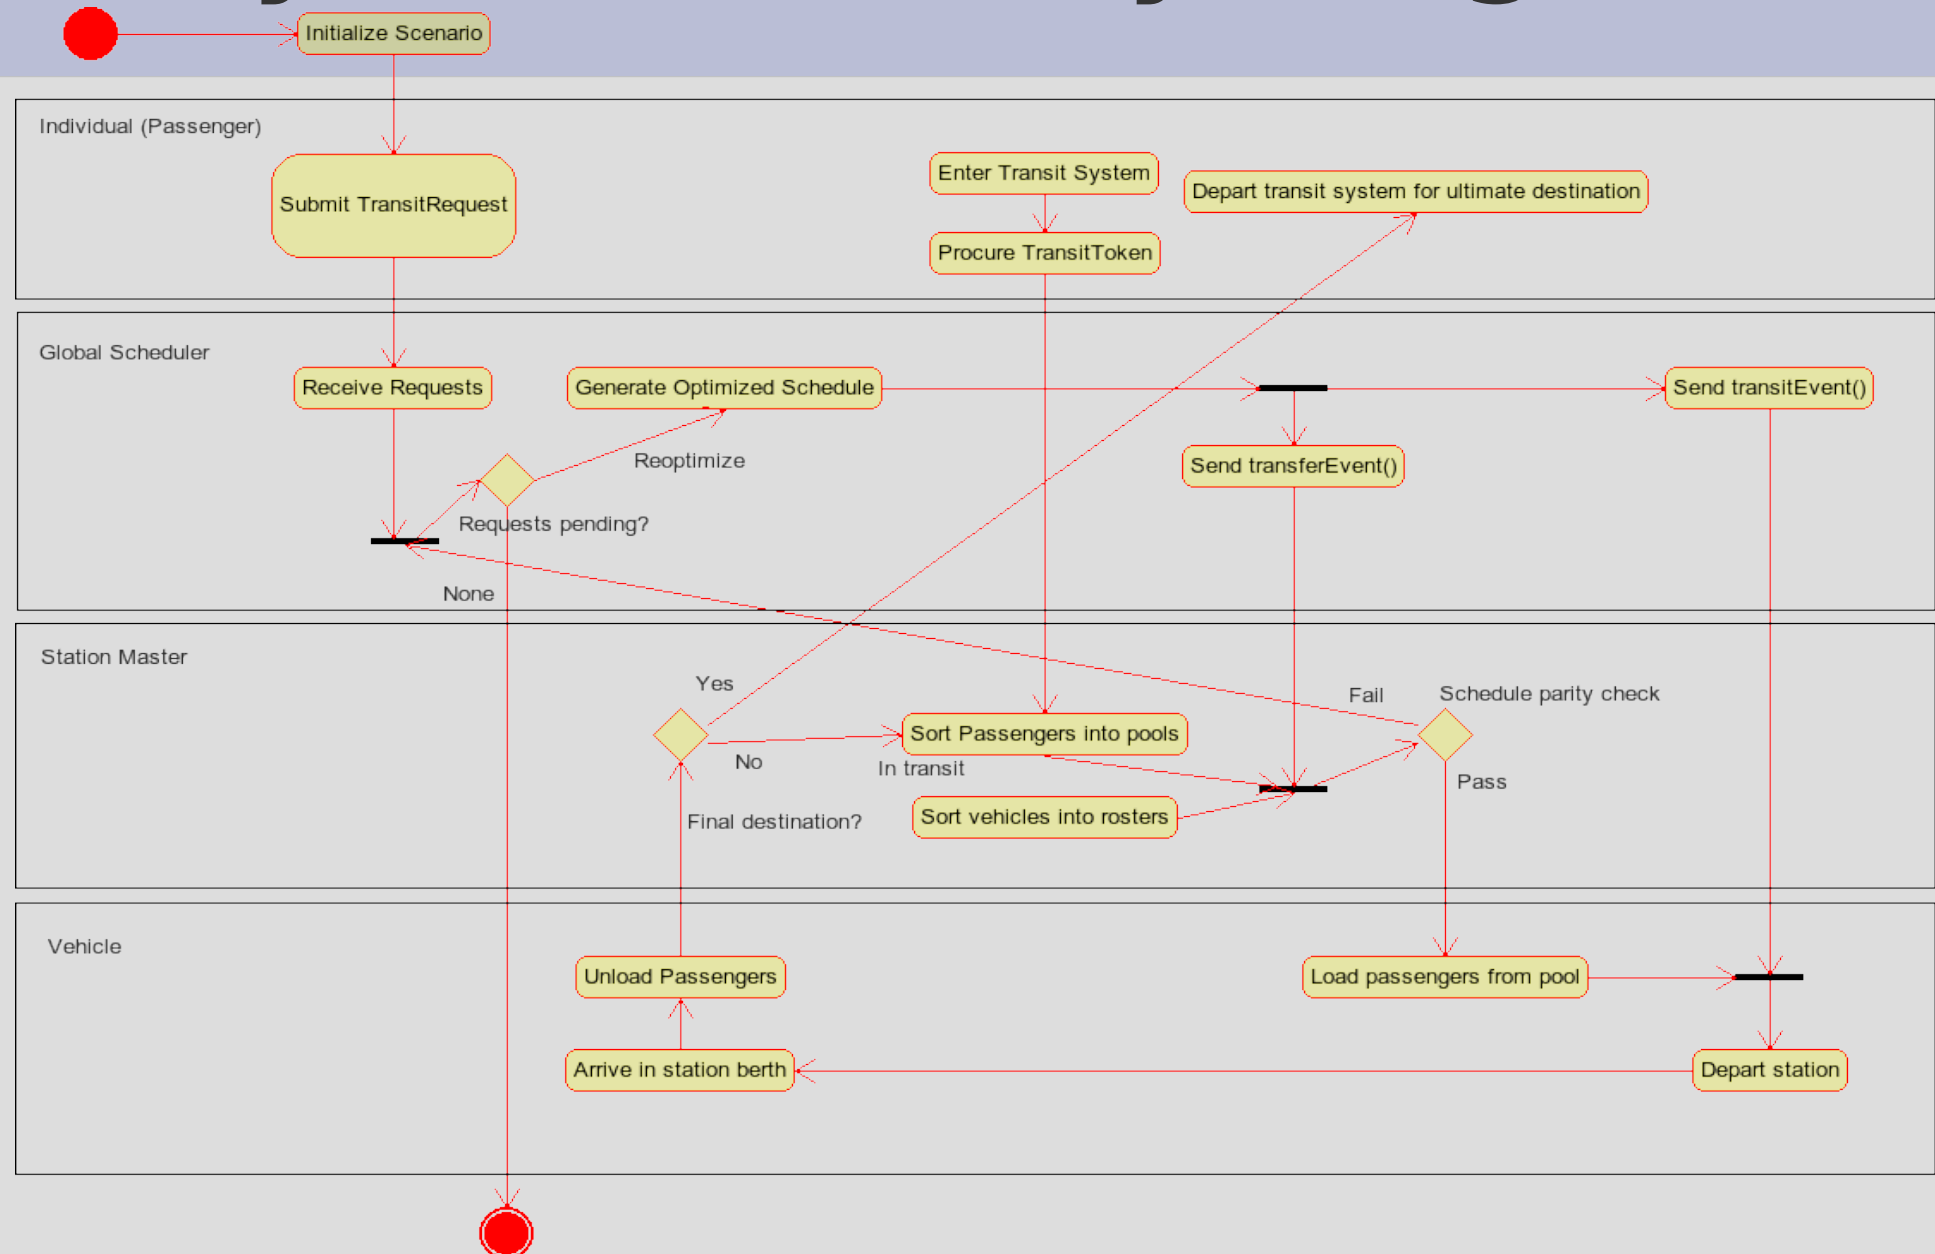 Initialize Scenario
Individual (Passenger)
Submit TransitRequest
Enter Transit System
Depart transit system for ultimate destination
Procure TransitToken
Global Scheduler
Receive Requests
Generate Optimized Schedule
Send transitEvent()
Reoptimize
Send transferEvent()
Requests pending?
None
Station Master
Yes
Fail
Schedule parity check
Sort Passengers into pools
No
In transit
Pass
Sort vehicles into rosters
Final destination?
Vehicle
Unload Passengers
Load passengers from pool
Arrive in station berth
Depart station